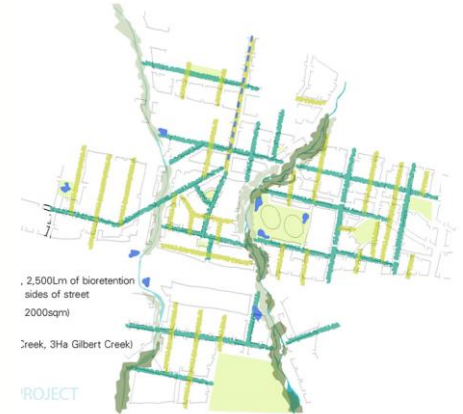 , 2,500Lm of bioretention
sides of street
2000sqm)
Creek, 3Ha Gilbert Creek)
PROJECT